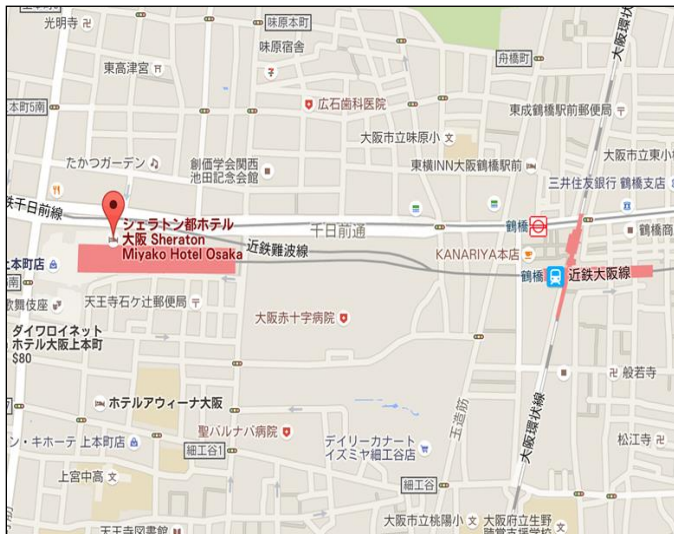 光明寺
味原本町
舟橋町
大阪環状線
味原宿舎
東高津宮
広石歯科医院
東成鶴橋駅前郵便局
本町5南
大阪市立味原小
たかつガーデン
創価学会関西
池田記念会館
東横INN大阪鶴橋駅前
大阪市立東小橋
三井住友銀行 鶴橋支店
鉄千日前線
シェラトン都ホテル
大阪 Sheraton
Miyako Hotel Osaka
千日前通
鶴橋
鶴橋商
近鉄難波線
KANARIYA本店
上本町店
鶴橋
近鉄大阪線
歌舞伎座
天王寺石ケ辻郵便局
大阪赤十字病院
ダイワロイネット
ホテル大阪上本町
$80
般若寺
玉造筋
大阪環状線
ホテルアウィーナ大阪
聖バルナバ病院
松江寺
ン・キホーテ 上本町店
細工谷1
デイリーカナート
イズミヤ細工谷店
上宮中高
細工谷
大阪市立桃陽小
大阪府立生野
聴覚支援学校
天王寺図書館